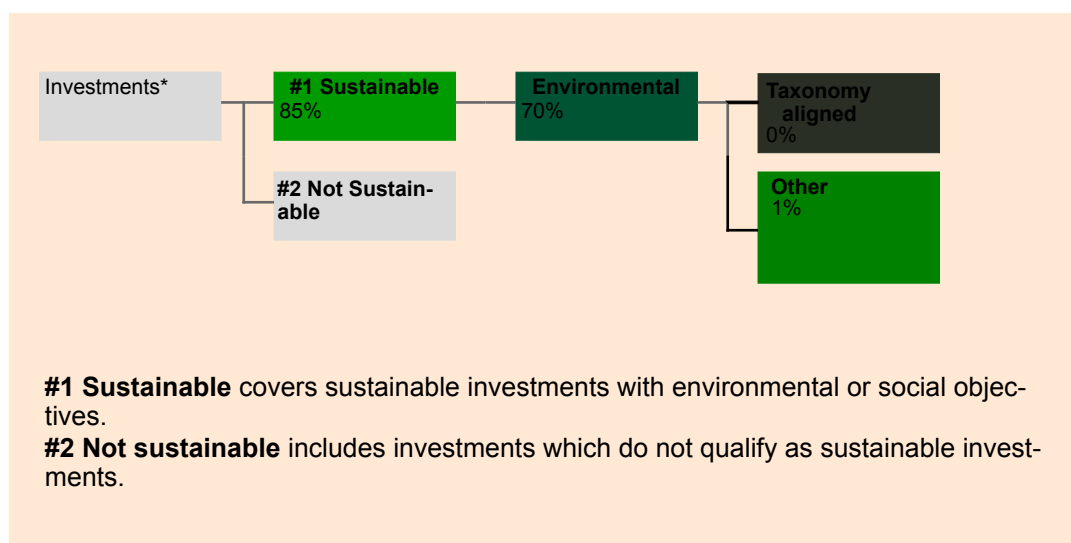 Investments*
#1 Sustainable
85%
Environmental
70%
Taxonomy
aligned
0%
#2 Not Sustain-
able
Other
1%
#1 Sustainable covers sustainable investments with environmental or social objec-
tives.
#2 Not sustainable includes investments which do not qualify as sustainable invest-
ments.